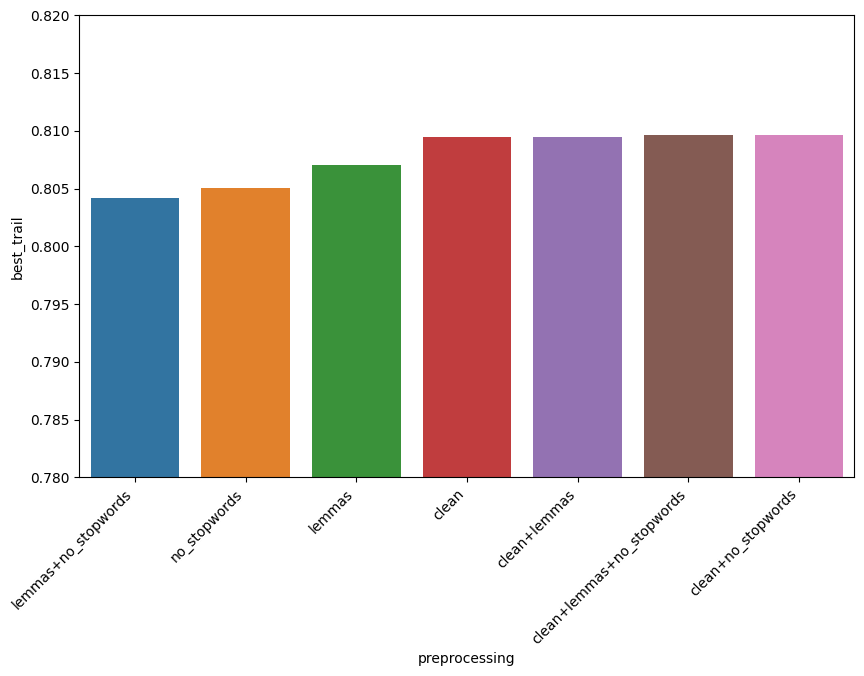 0.820
0.815
0.810
0.805
0.800
0.795
0.790
0.785
0.780
best_trail
lemmas+no_stopwords
no_stopwords
lemmas
clean
clean+lemmas
clean+lemmas+no_stopwords
clean+no_stopwords
preprocessing